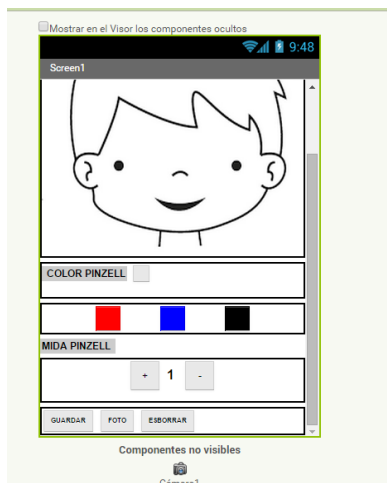 Mostrar en el Visor los componentes ocultos
9:48
Screen1
COLOR PINZELL
MIDA PINZELL
+ 1 -
GUARDAR FOTO ESBORRAR
Componentes no visibles
Cámara1